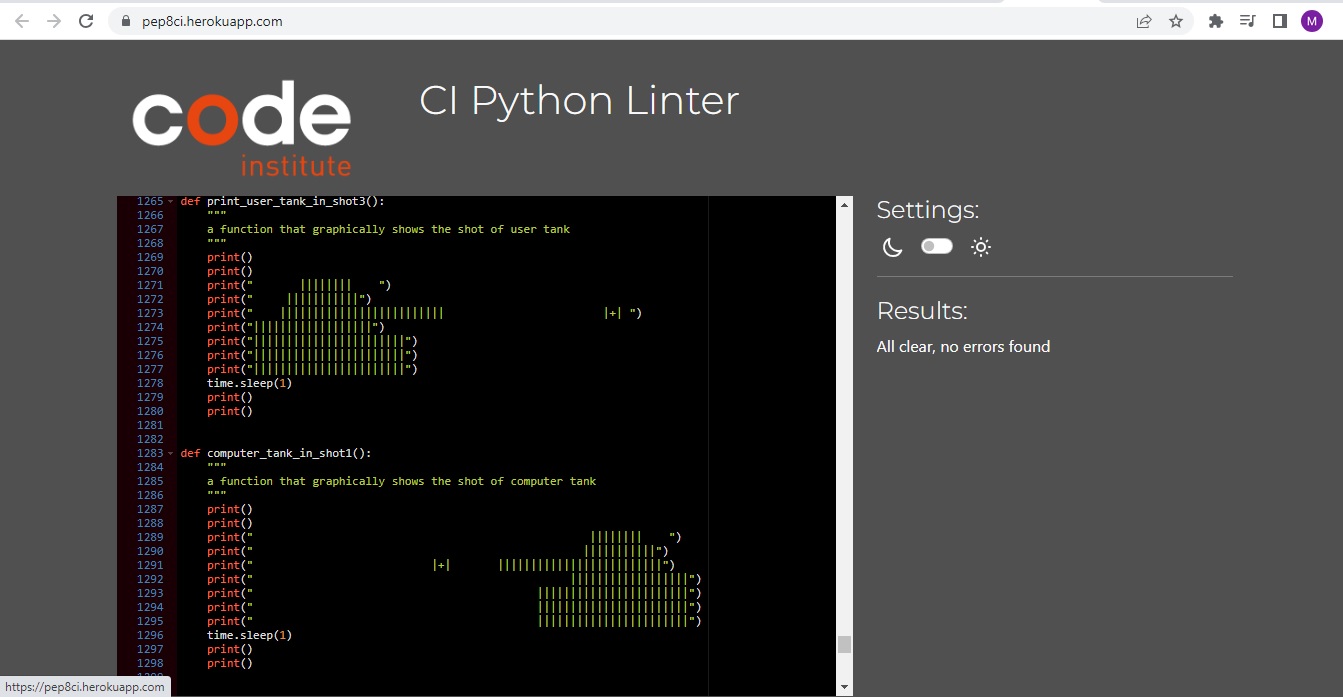 pep8ci.herokuapp.com
M
code
institute
CI Python Linter
1265 def print_user_tank_in_shot3():
1266     """
1267     a function that graphically shows the shot of user tank
1268     """
1269     print()
1270     print()
1271     print("       ||||||||    ")
1272     print("     |||||||||||")
1273     print("    |||||||||||||||||||||||||                        |+| ")
1274     print("||||||||||||||||||")
1275     print("|||||||||||||||||||||||")
1276     print("|||||||||||||||||||||||")
1277     print("|||||||||||||||||||||||")
1278     time.sleep(1)
1279     print()
1280     print()
1281
1282
1283 def computer_tank_in_shot1():
1284     """
1285     a function that graphically shows the shot of computer tank
1286     """
1287     print()
1288     print()
1289     print("                                                   ||||||||    ")
1290     print("                                                  |||||||||||")
1291     print("                           |+|       |||||||||||||||||||||||||")
1292     print("                                                ||||||||||||||||||")
1293     print("                                           |||||||||||||||||||||||")
1294     print("                                           |||||||||||||||||||||||")
1295     print("                                           |||||||||||||||||||||||")
1296     time.sleep(1)
1297     print()
1298     print()
Settings:
Results:
All clear, no errors found
https://pep8ci.herokuapp.com